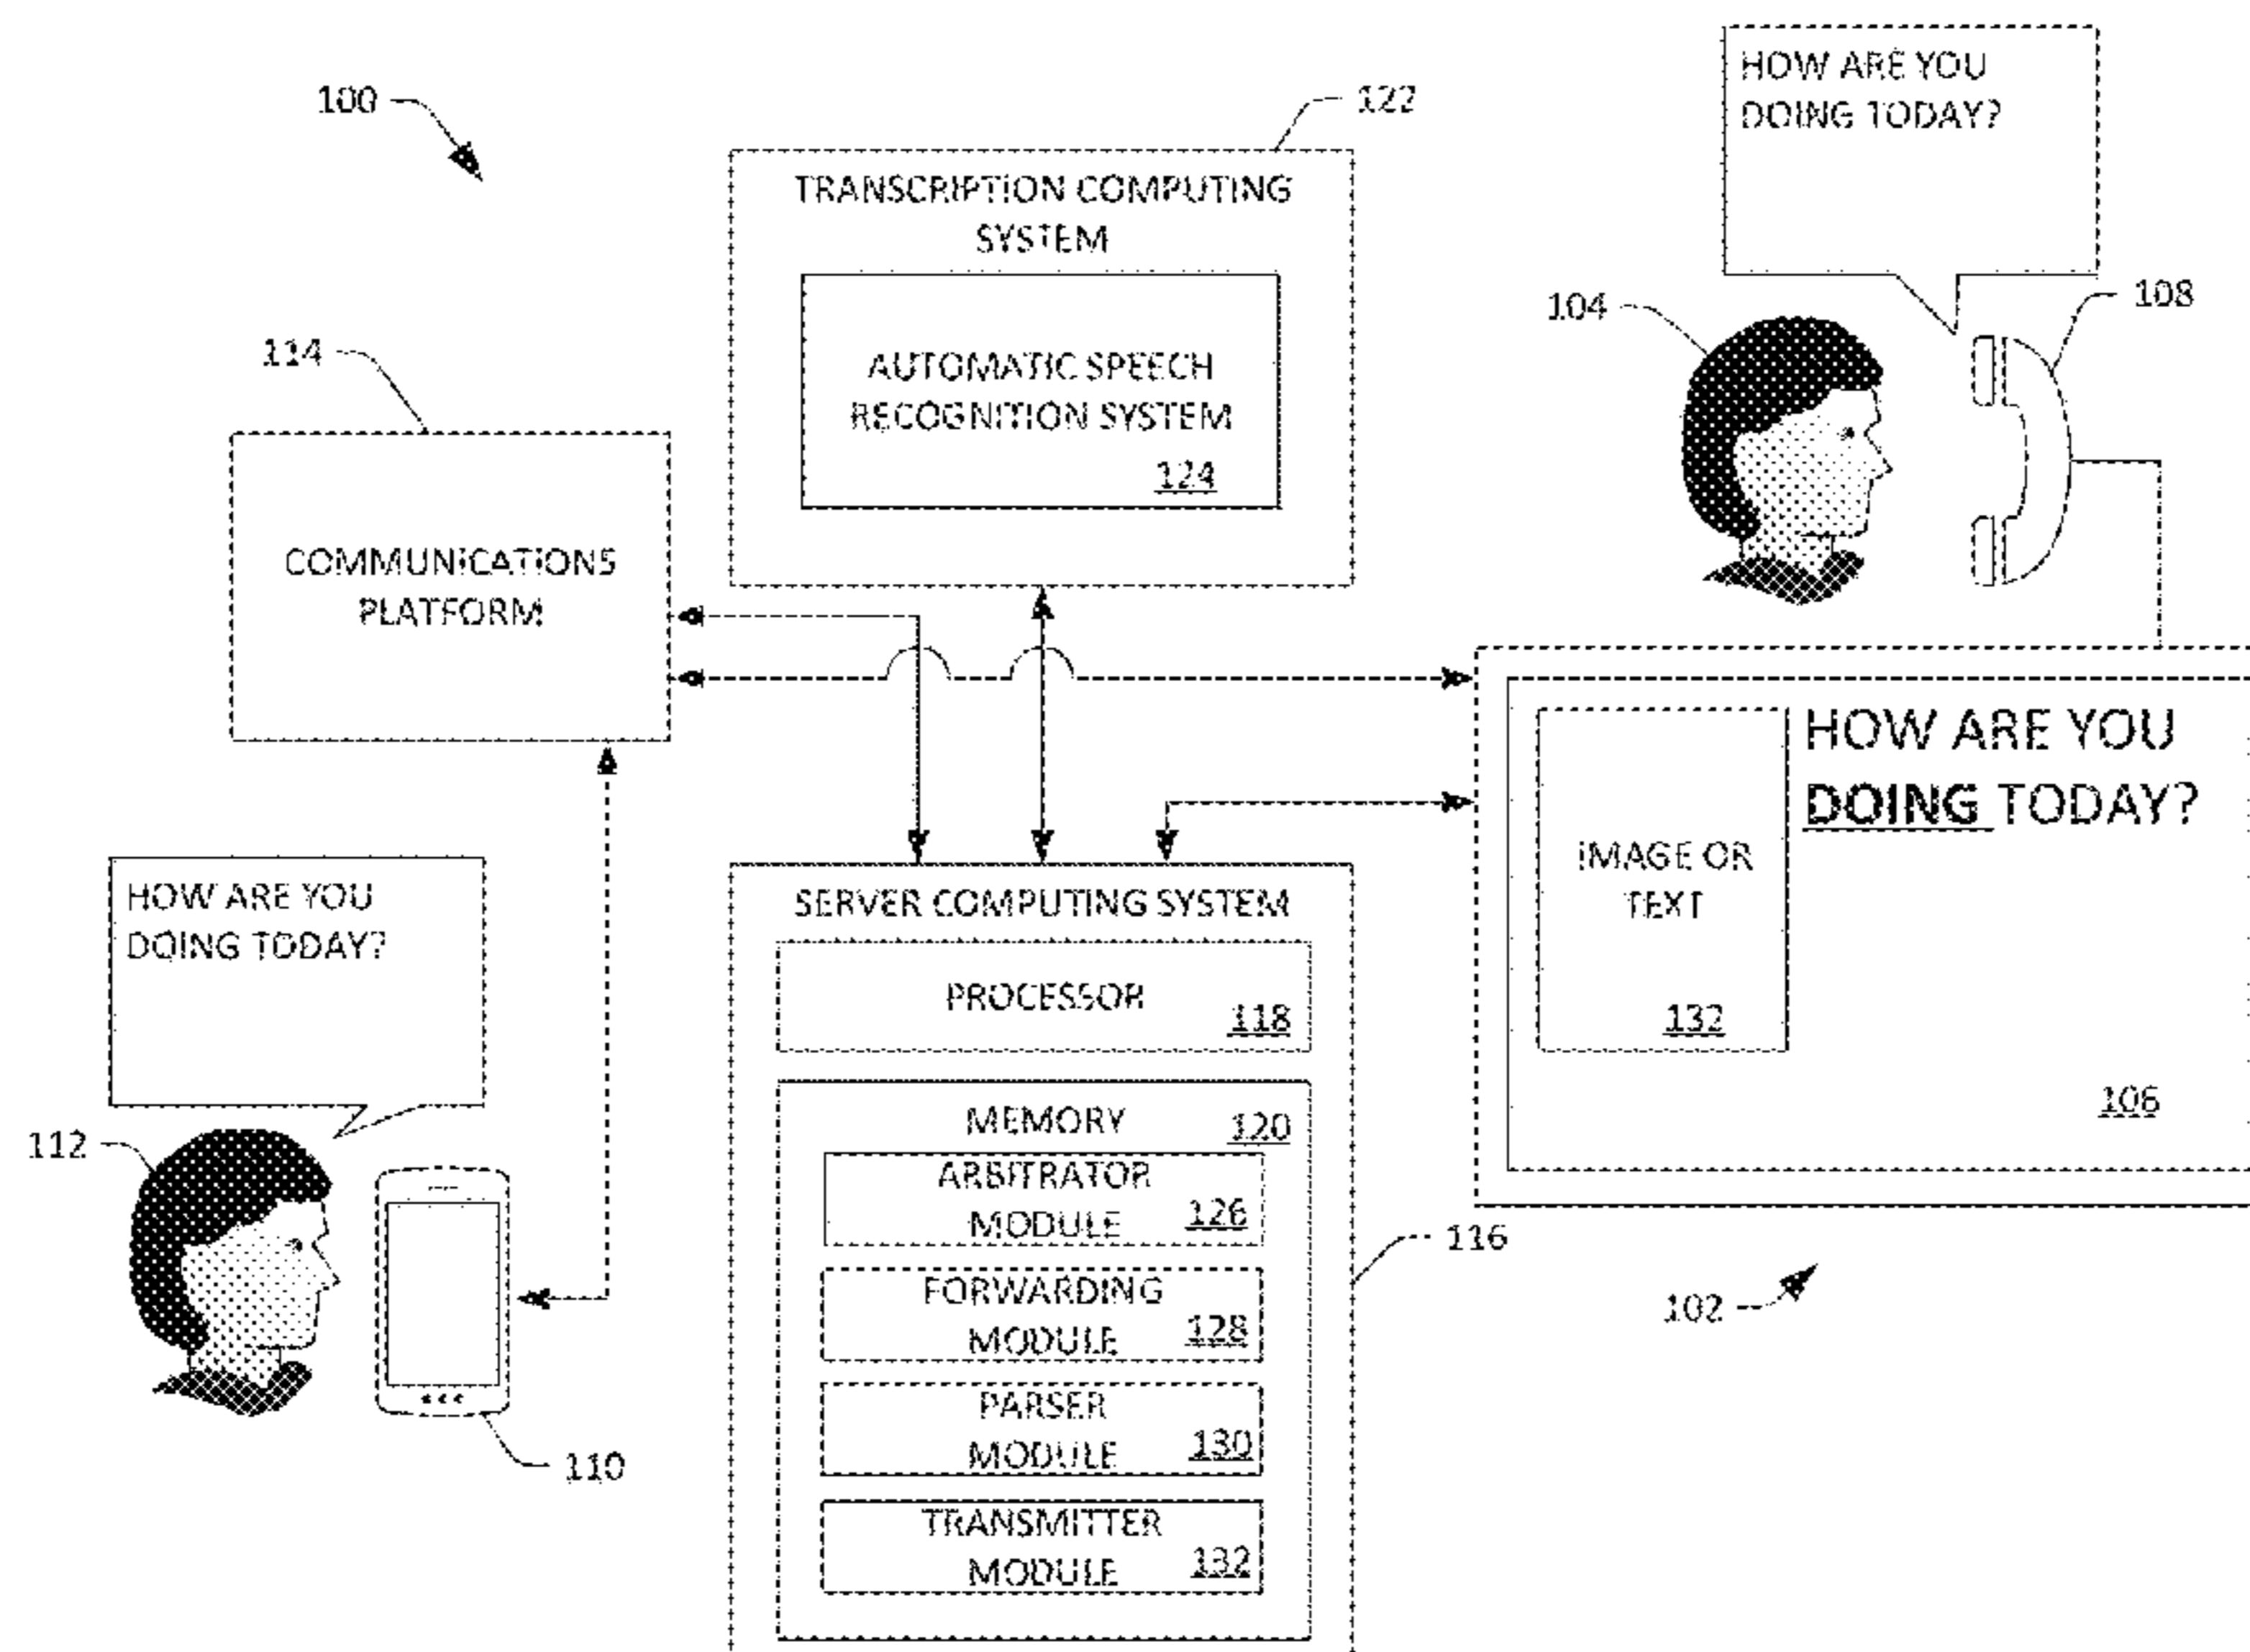 100
122
TRANSCRIPTION COMPUTING
SYSTEM
AUTOMATIC SPEECH
RECOGNITION SYSTEM
124
HOW ARE YOU
DOING TODAY?
104
108
114
COMMUNICATIONS
PLATFORM
HOW ARE YOU
DOING TODAY?
IMAGE OR
TEXT
132
106
102
HOW ARE YOU
DOING TODAY?
112
110
SERVER COMPUTING SYSTEM
PROCESSOR
118
MEMORY
120
ARBITRATOR
MODULE
126
FORWARDING
MODULE
128
PARSER
MODULE
130
TRANSMITTER
MODULE
132
116